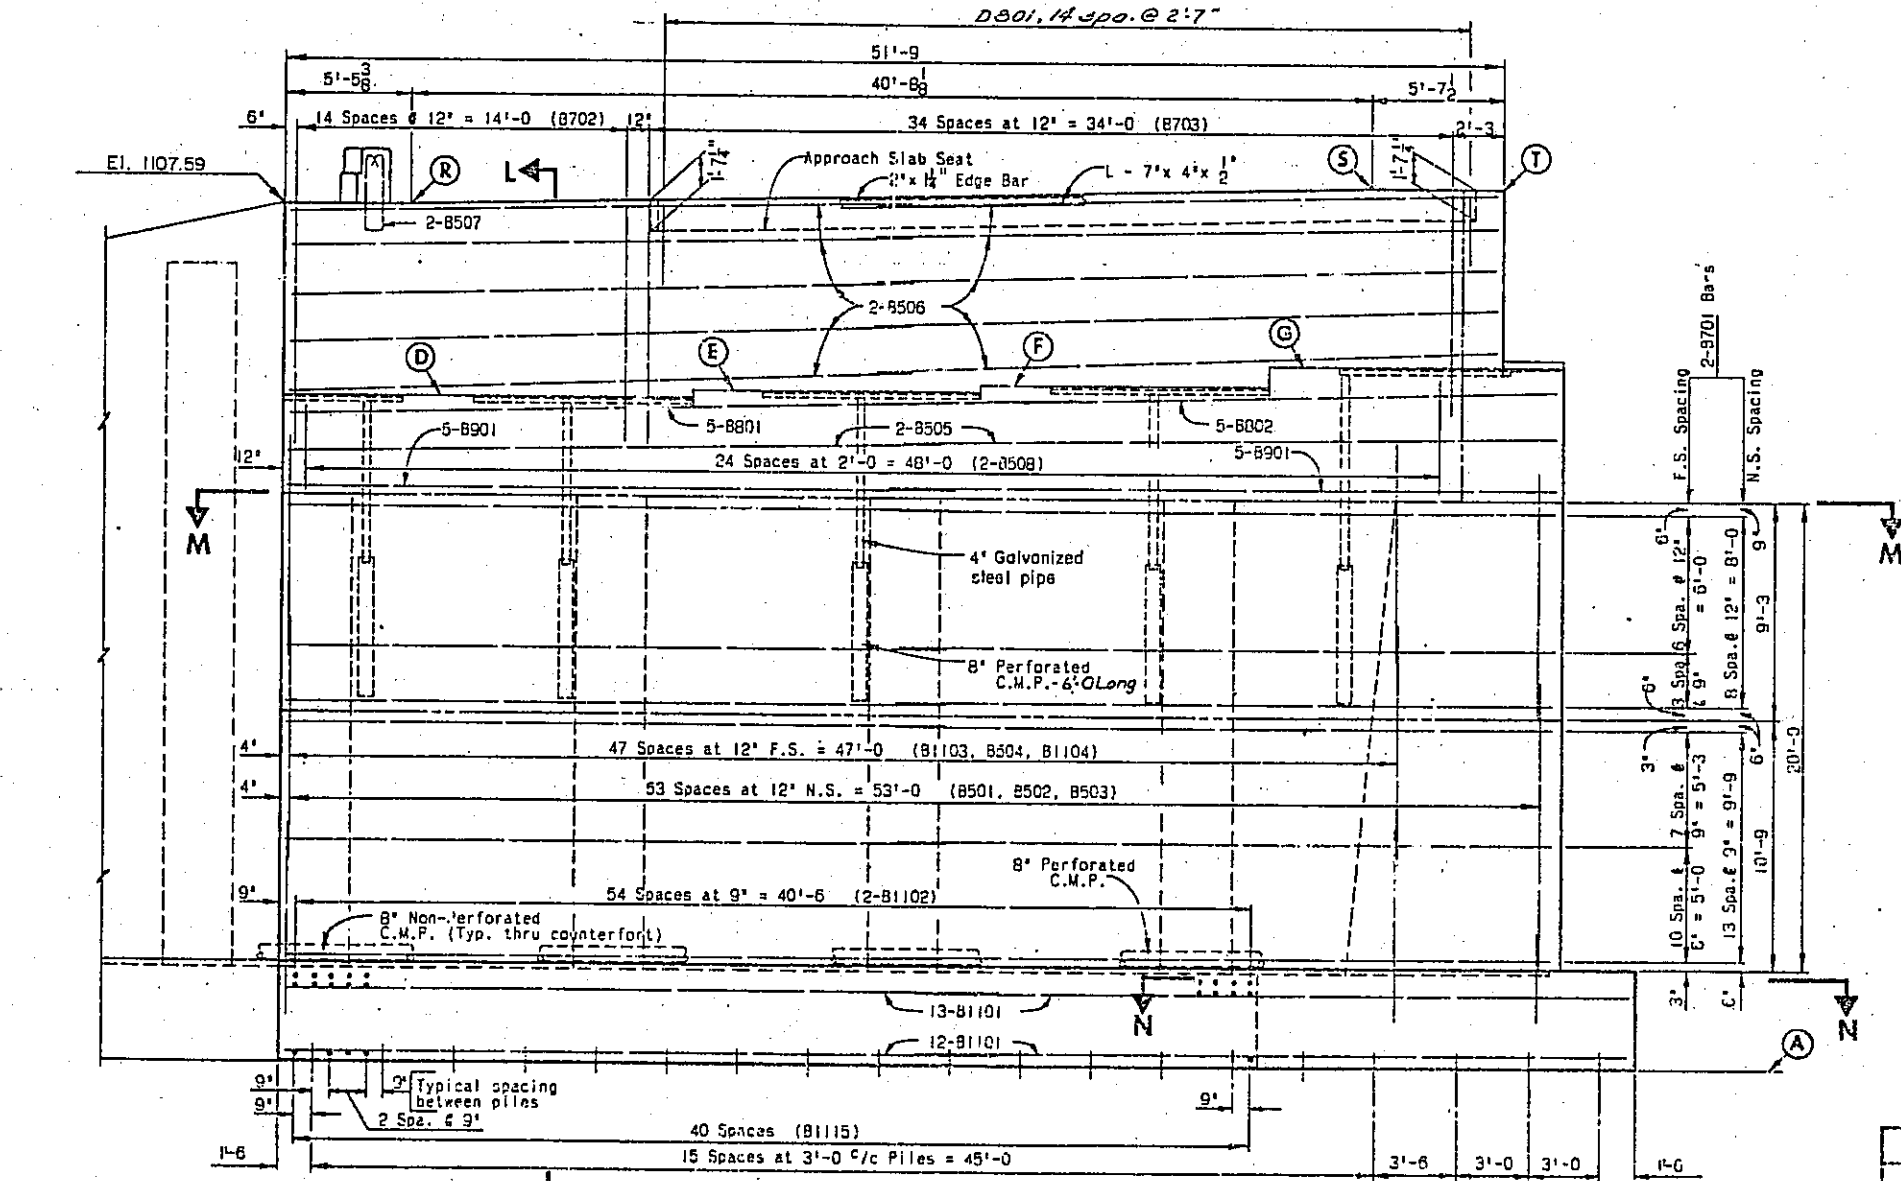 D801, 14 spa. @ 2'-7"
51'-9
5'-5 3/8
40'-8 1/8
5'-7 1/2
6"
14 Spaces @ 12" = 14'-0 (B702)
12"
34 Spaces at 12" = 34'-0 (B703)
2'-3
El. 1107.59
R
L
1'-7 1/4"
Approach Slab Seat
2" x 1 1/4" Edge Bar
L - 7" x 4" x 1/2"
S
1'-7 1/4"
T
2-B507
2-B506
D
E
F
G
2-B701 Bars
F.S. Spacing
N.S. Spacing
5-B901
5-B801
2-B505
5-B802
12"
24 Spaces at 2'-0 = 48'-0 (2-B508)
5-B901
M
M
4" Galvanized
steel pipe
6"
9"
6 Spa. @ 12"
= 6'-0
8 Spa. @ 12" = 8'-0
9'-3
8" Perforated
C.M.P.-6'-0 Long
13 Spa.
@ 9"
6"
4"
47 Spaces at 12" F.S. = 47'-0 (B1103, B504, B1104)
3"
6"
20'-0
4"
53 Spaces at 12" N.S. = 53'-0 (B501, B502, B503)
7 Spa. @
9" = 5'-3
13 Spa. @ 9" = 9'-9
10'-9
8" Perforated
C.M.P.
9"
54 Spaces at 9" = 40'-6 (2-B1102)
10 Spa. @
6" = 5'-0
8" Non-Perforated
C.M.P. (Typ. thru counterfort)
3"
6"
13-B1101
N
N
12-B1101
A
9"
9"
Typical spacing
between piles
9"
2 Spa. @ 9"
9"
40 Spaces (B1115)
1'-6
15 Spaces at 3'-0 c/c Piles = 45'-0
3'-6
3'-0
3'-0
1'-0